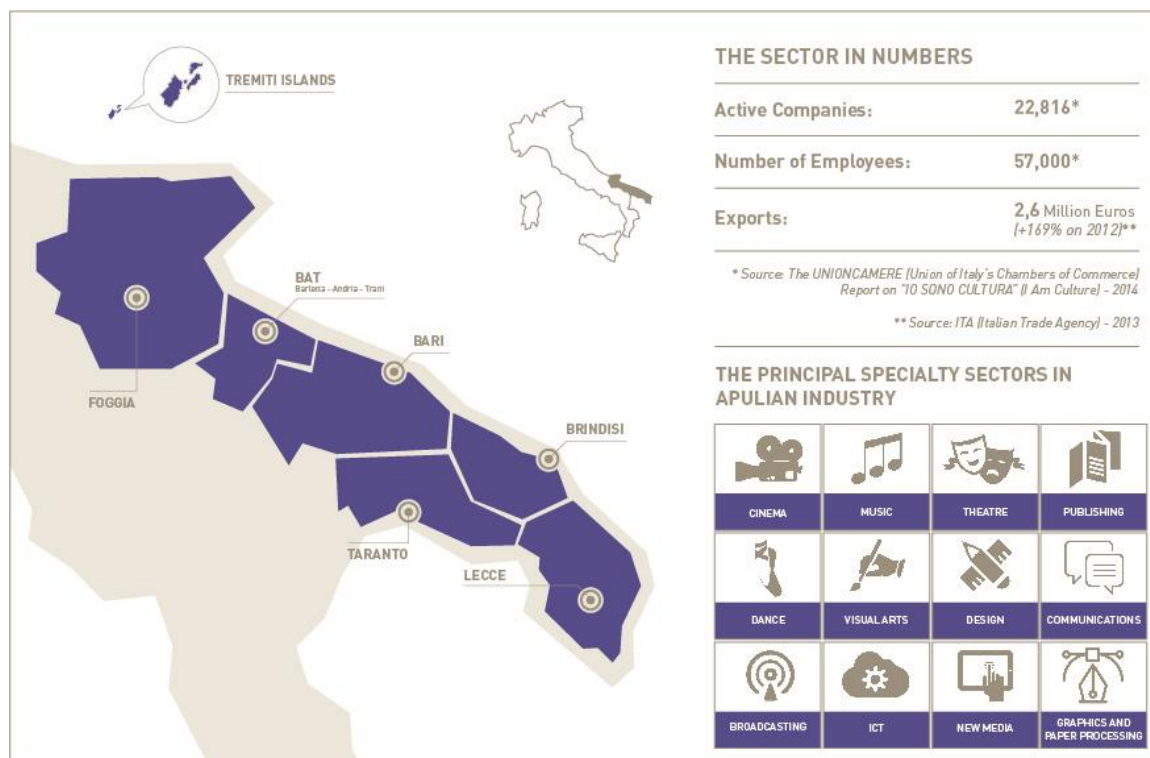 TREMITI ISLANDS
BAT
Barletta - Andria - Trani
BARI
FOGGIA
BRINDISI
TARANTO
LECCE
THE SECTOR IN NUMBERS
Active Companies: 22,816*
Number of Employees: 57,000*
Exports: 2,6 Million Euros
(+169% on 2012)**
* Source: The UNIONCAMERE (Union of Italy's Chambers of Commerce)
Report on "IO SONO CULTURA" (I Am Culture) - 2014
** Source: ITA (Italian Trade Agency) - 2013
THE PRINCIPAL SPECIALTY SECTORS IN
APULIAN INDUSTRY
CINEMA MUSIC THEATRE PUBLISHING
DANCE VISUAL ARTS DESIGN COMMUNICATIONS
BROADCASTING ICT NEW MEDIA GRAPHICS AND
PAPER PROCESSING